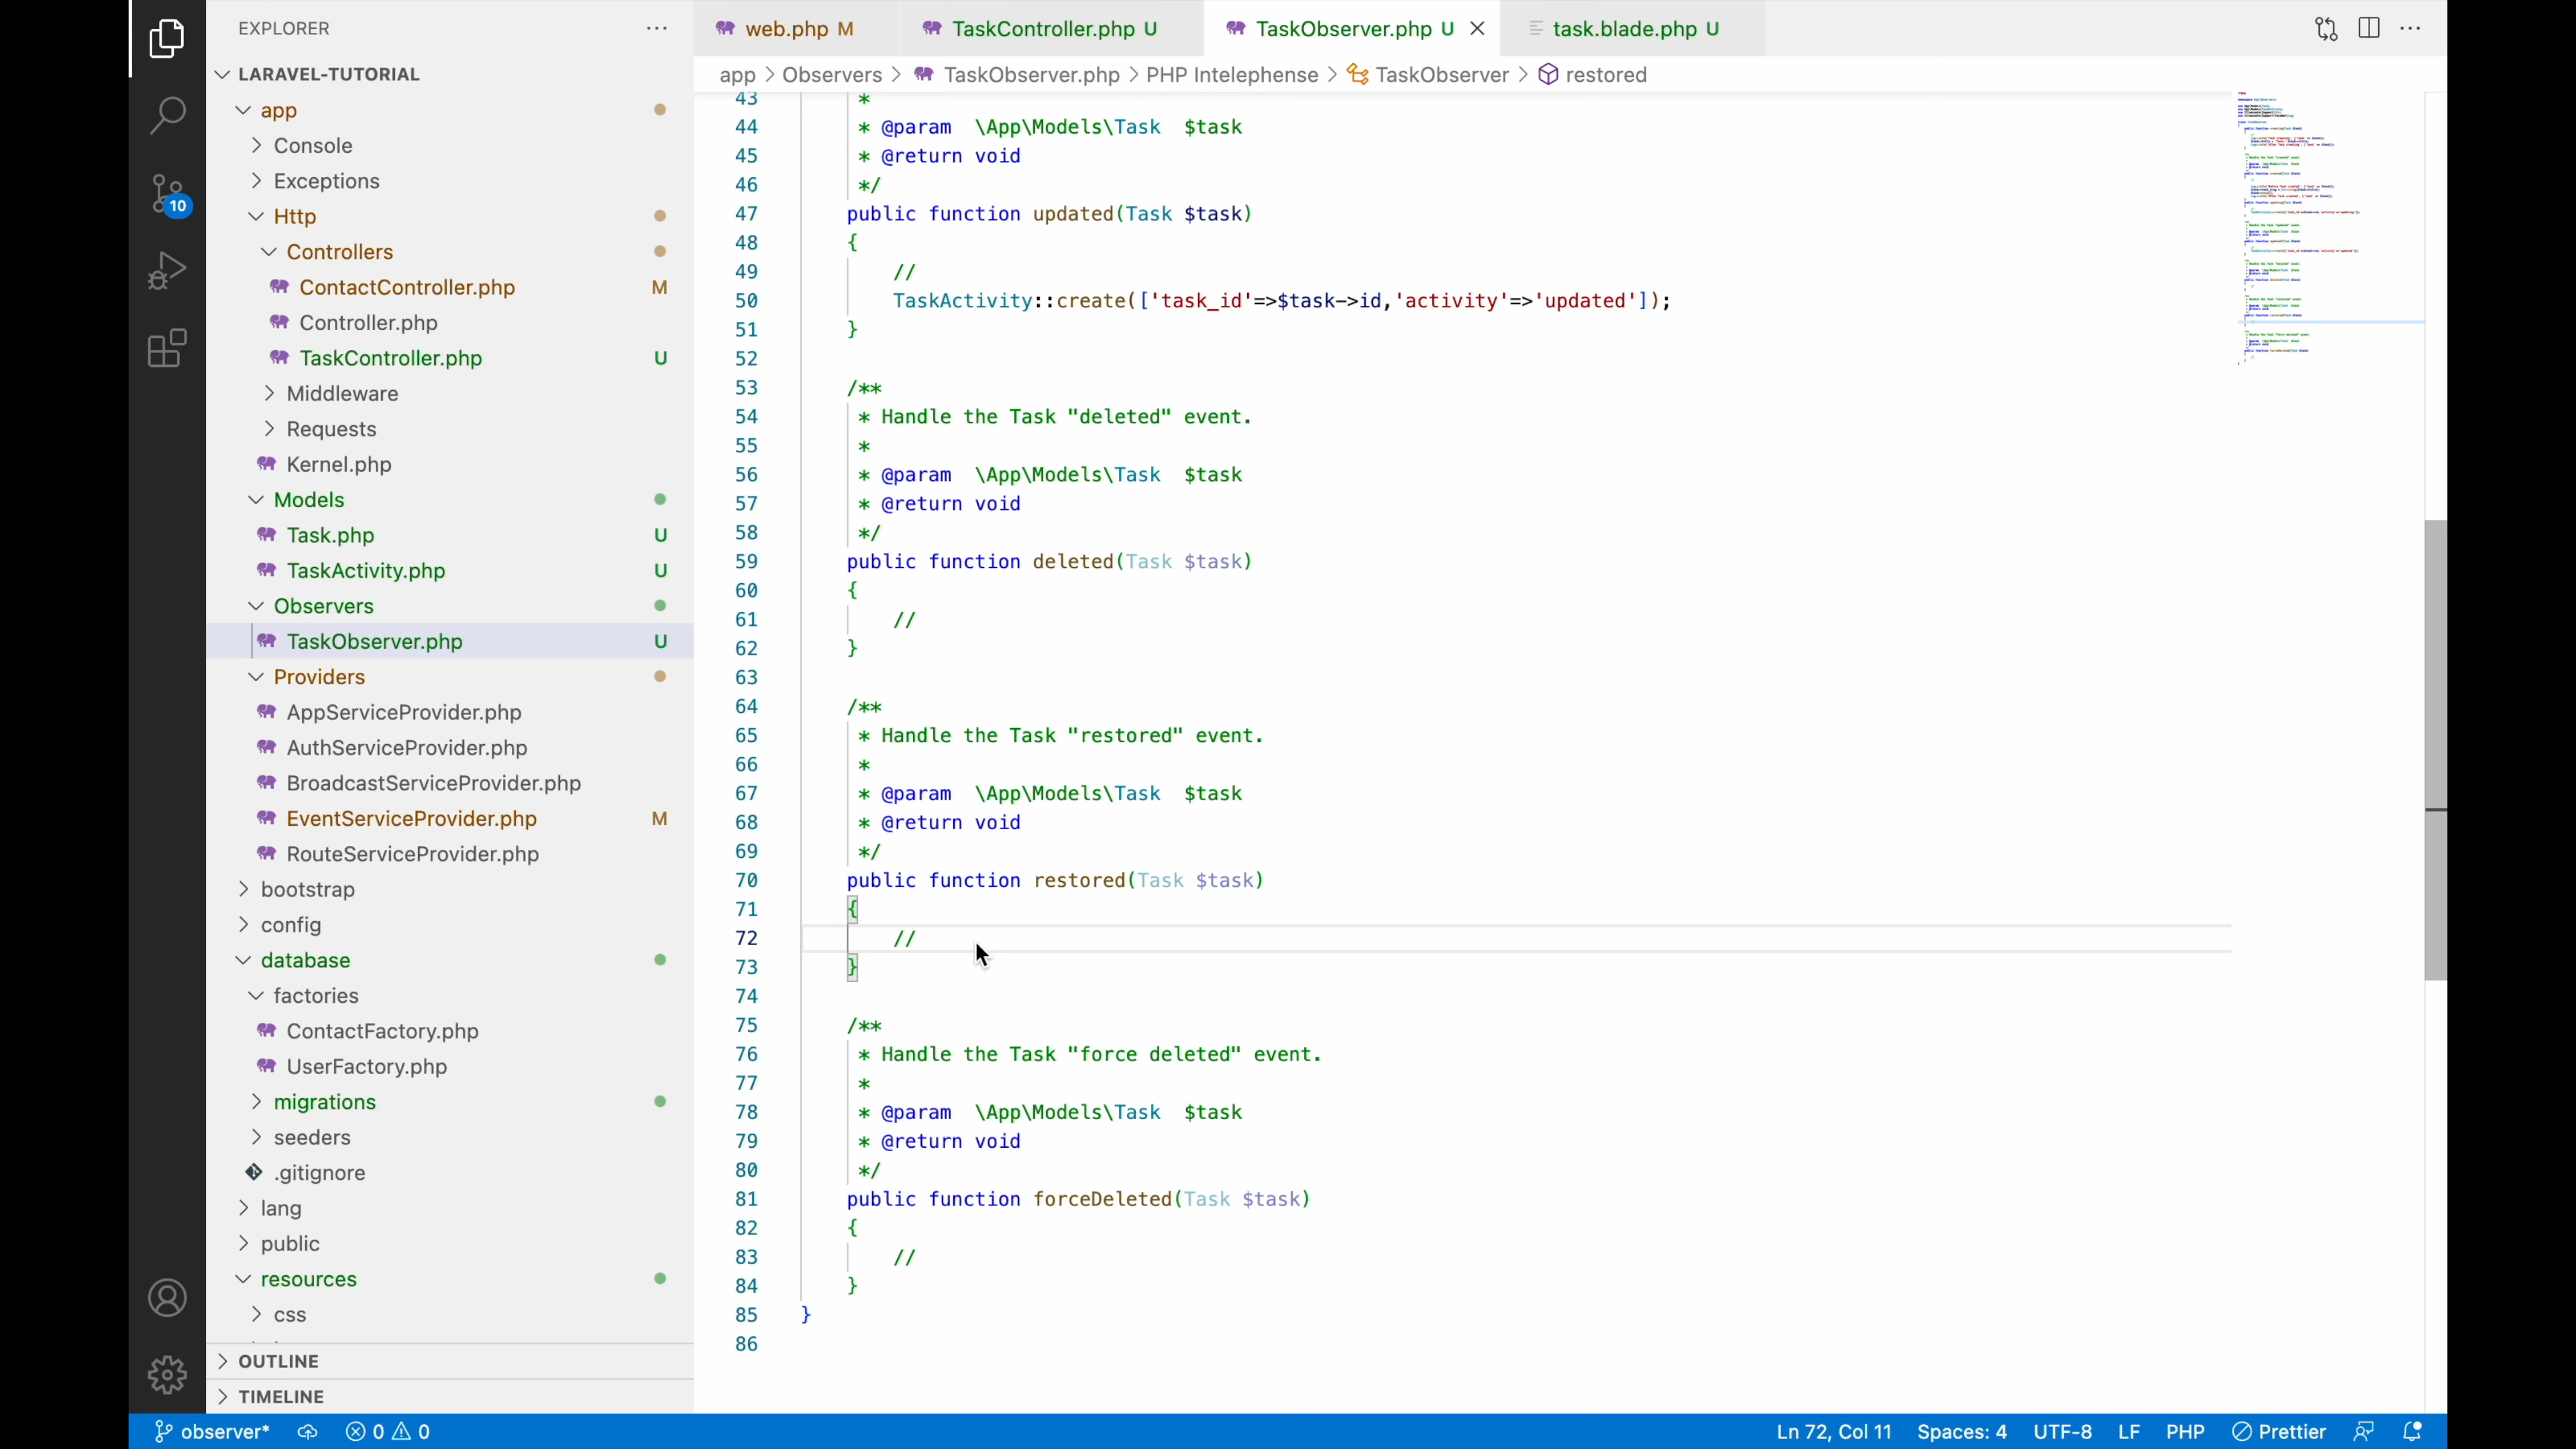 EXPLORER
LARAVEL-TUTORIAL
app
Console
Exceptions
Http
Controllers
ContactController.php M
Controller.php
TaskController.php U
Middleware
Requests
Kernel.php
Models
Task.php U
TaskActivity.php U
Observers
TaskObserver.php U
Providers
AppServiceProvider.php
AuthServiceProvider.php
BroadcastServiceProvider.php
EventServiceProvider.php M
RouteServiceProvider.php
bootstrap
config
database
factories
ContactFactory.php
UserFactory.php
migrations
seeders
.gitignore
lang
public
resources
css
OUTLINE
TIMELINE
10
web.php M TaskController.php U TaskObserver.php U task.blade.php U
app > Observers > TaskObserver.php > PHP Intelephense > TaskObserver > restored
43 *
44 * @param  \App\Models\Task  $task
45 * @return void
46 */
47 public function updated(Task $task)
48 {
49 //
50 TaskActivity::create(['task_id'=>$task->id,'activity'=>'updated']);
51 }
52
53 /**
54 * Handle the Task "deleted" event.
55 *
56 * @param  \App\Models\Task  $task
57 * @return void
58 */
59 public function deleted(Task $task)
60 {
61 //
62 }
63
64 /**
65 * Handle the Task "restored" event.
66 *
67 * @param  \App\Models\Task  $task
68 * @return void
69 */
70 public function restored(Task $task)
71 {
72 //
73 }
74
75 /**
76 * Handle the Task "force deleted" event.
77 *
78 * @param  \App\Models\Task  $task
79 * @return void
80 */
81 public function forceDeleted(Task $task)
82 {
83 //
84 }
85 }
86
observer* 0 0 Ln 72, Col 11 Spaces: 4 UTF-8 LF PHP Prettier